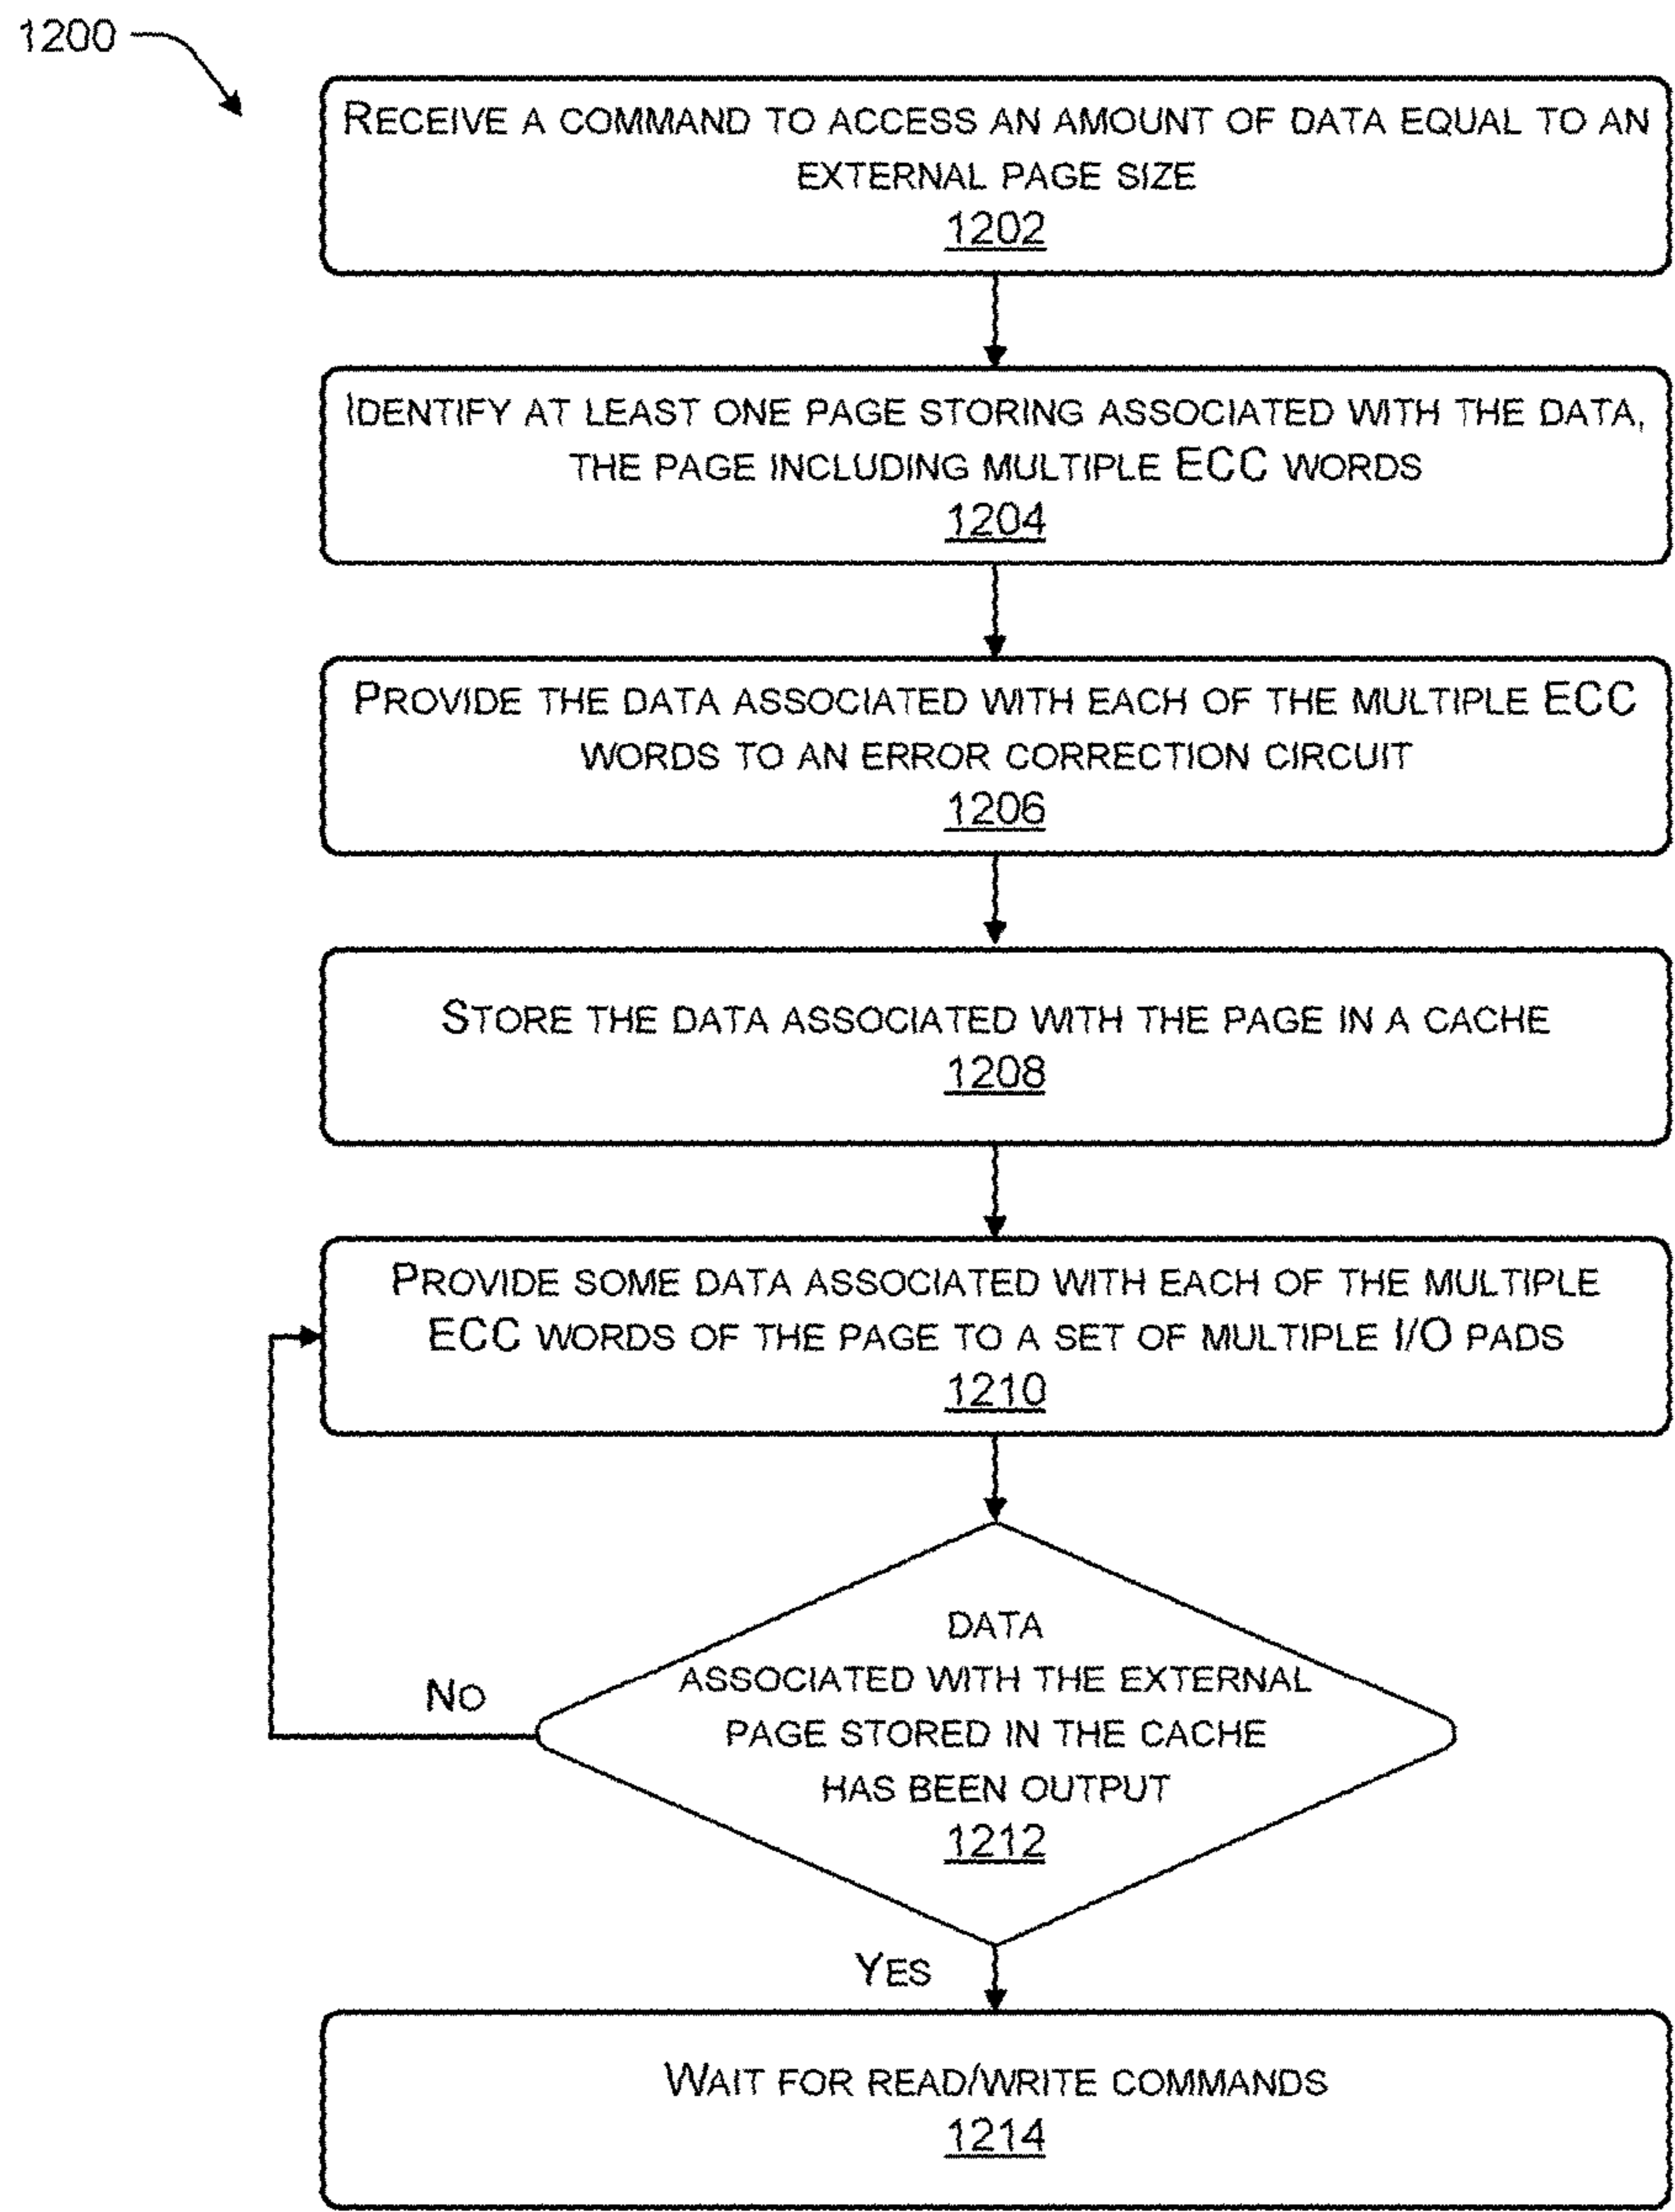 1200
RECEIVE A COMMAND TO ACCESS AN AMOUNT OF DATA EQUAL TO AN
EXTERNAL PAGE SIZE
1202
IDENTIFY AT LEAST ONE PAGE STORING ASSOCIATED WITH THE DATA,
THE PAGE INCLUDING MULTIPLE ECC WORDS
1204
PROVIDE THE DATA ASSOCIATED WITH EACH OF THE MULTIPLE ECC
WORDS TO AN ERROR CORRECTION CIRCUIT
1206
STORE THE DATA ASSOCIATED WITH THE PAGE IN A CACHE
1208
PROVIDE SOME DATA ASSOCIATED WITH EACH OF THE MULTIPLE
ECC WORDS OF THE PAGE TO A SET OF MULTIPLE I/O PADS
1210
DATA
ASSOCIATED WITH THE EXTERNAL
PAGE STORED IN THE CACHE
HAS BEEN OUTPUT
1212
NO
YES
WAIT FOR READ/WRITE COMMANDS
1214